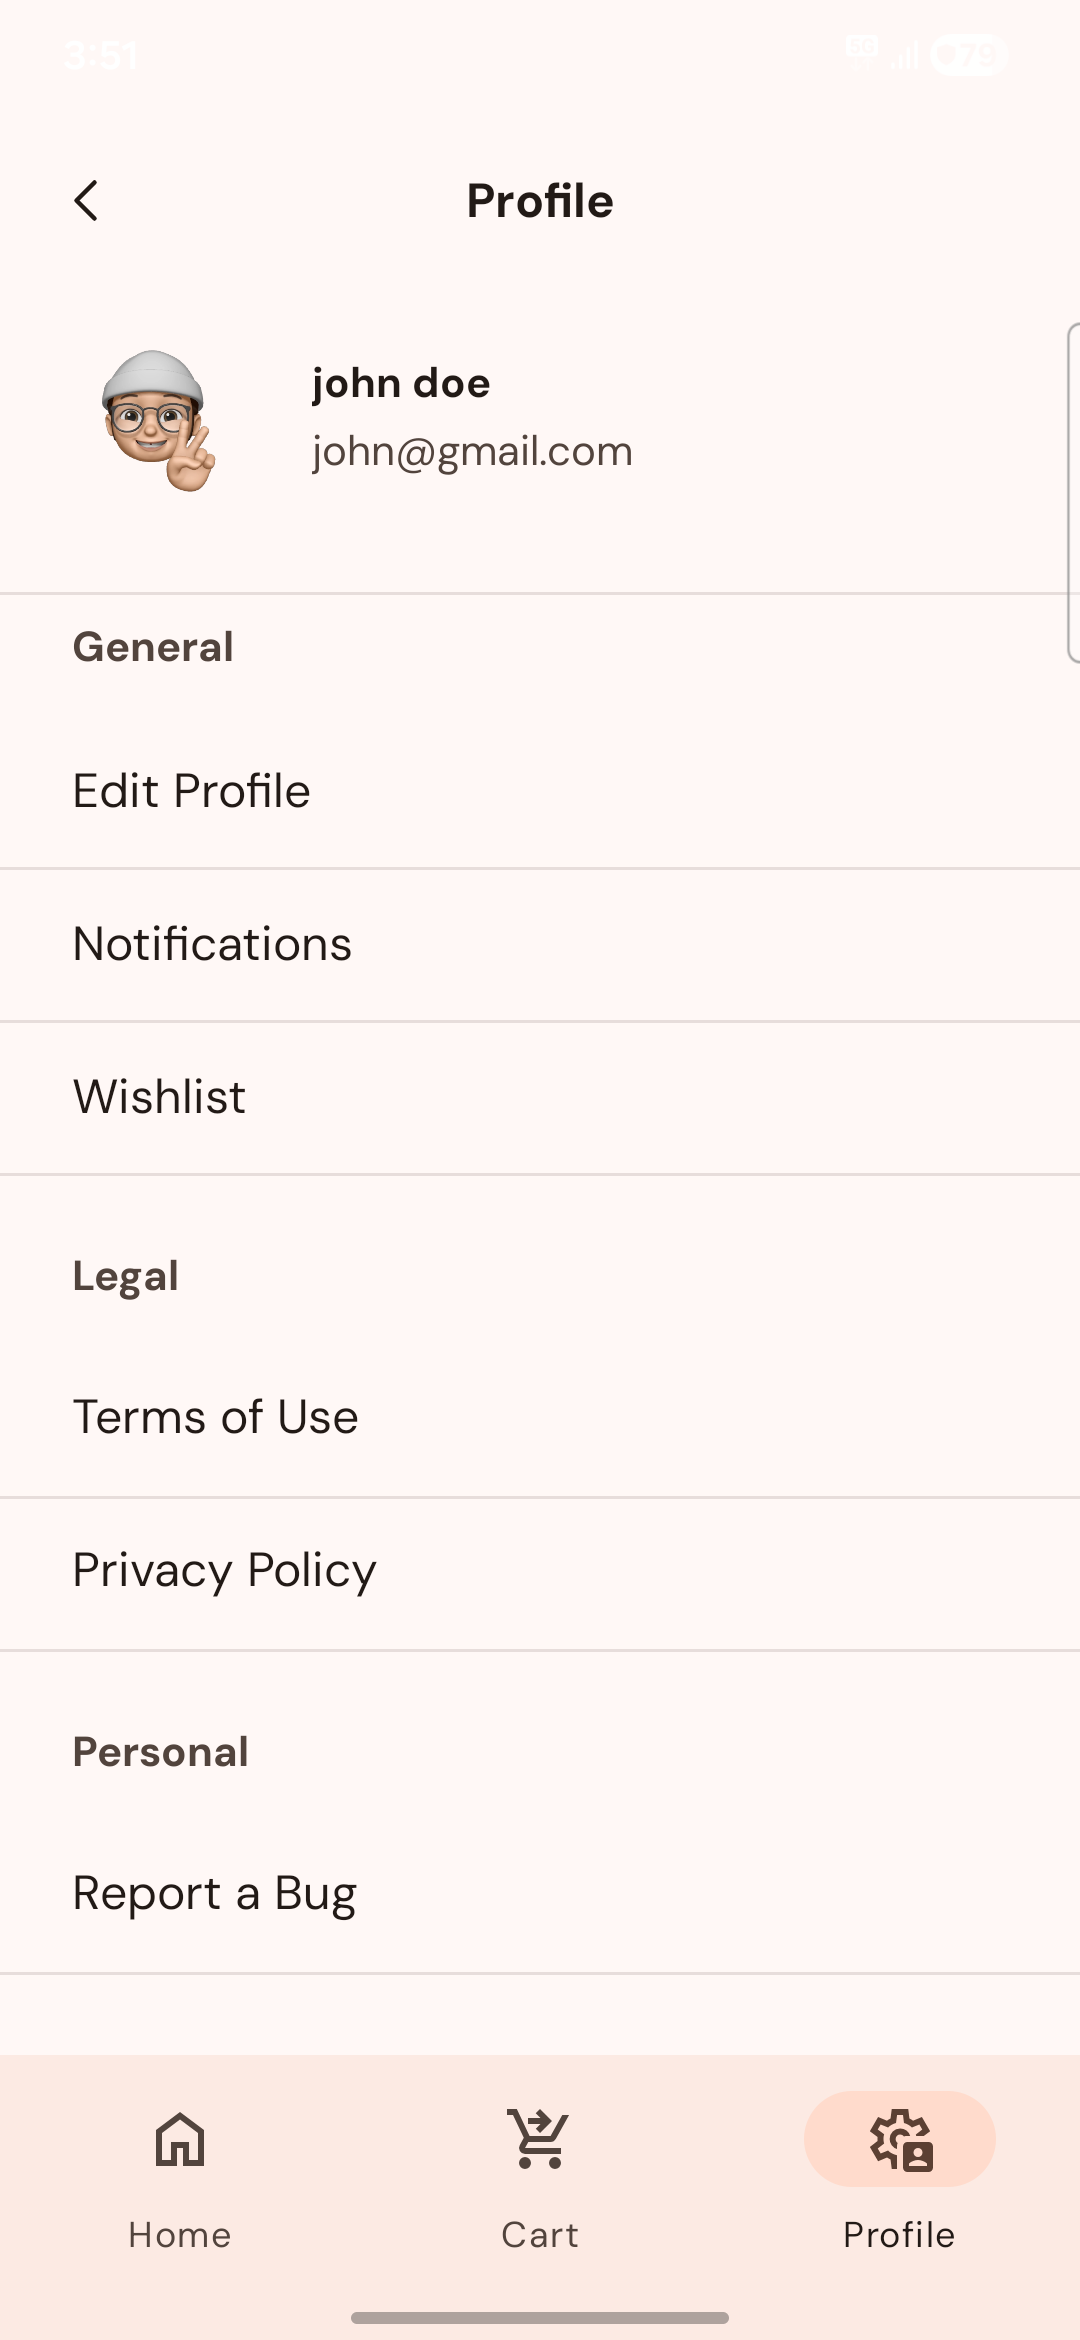 3:51
5G
79
Profile
john doe
john@gmail.com
General
Edit Profile
Notifications
Wishlist
Legal
Terms of Use
Privacy Policy
Personal
Report a Bug
Home
Cart
Profile